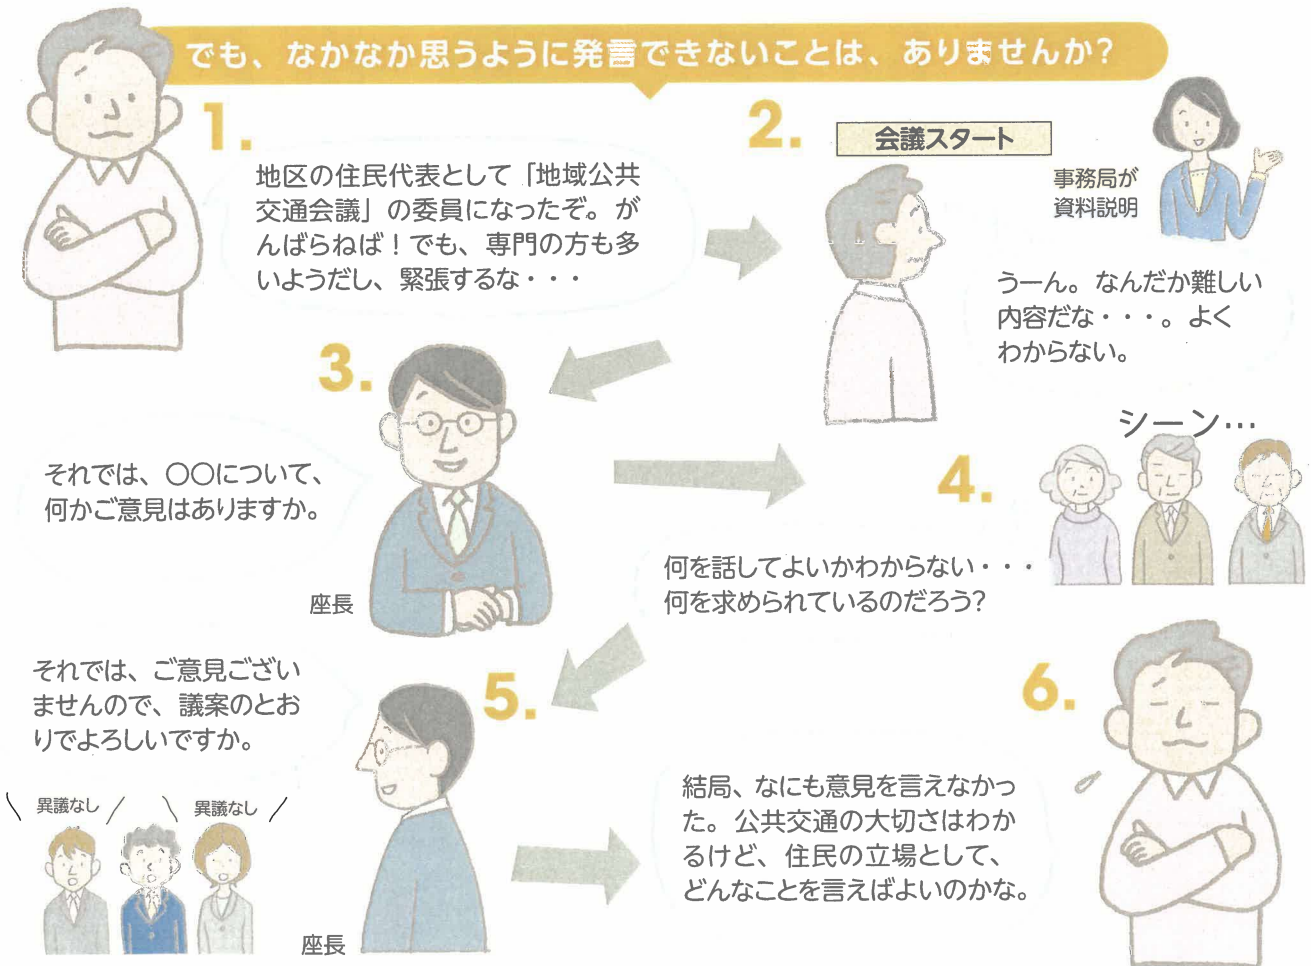 でも、なかなか思うように発言できないことは、ありませんか?
1.
地区の住民代表として「地域公共
交通会議」の委員になったぞ。が
んばらねば!でも、専門の方も多
いようだし、緊張するな・・・
2.
会議スタート
事務局が
資料説明
うーん。なんだか難しい
内容だな・・・。よく
わからない。
3.
それでは、〇〇について、
何かご意見はありますか。
座長
4.
シーン…
何を話してよいかわからない・・・
何を求められているのだろう?
5.
それでは、ご意見ござい
ませんので、議案のとお
りでよろしいですか。
異議なし
異議なし
座長
6.
結局、なにも意見を言えなかっ
た。公共交通の大切さはわか
るけど、住民の立場として、
どんなことを言えばよいのかな。